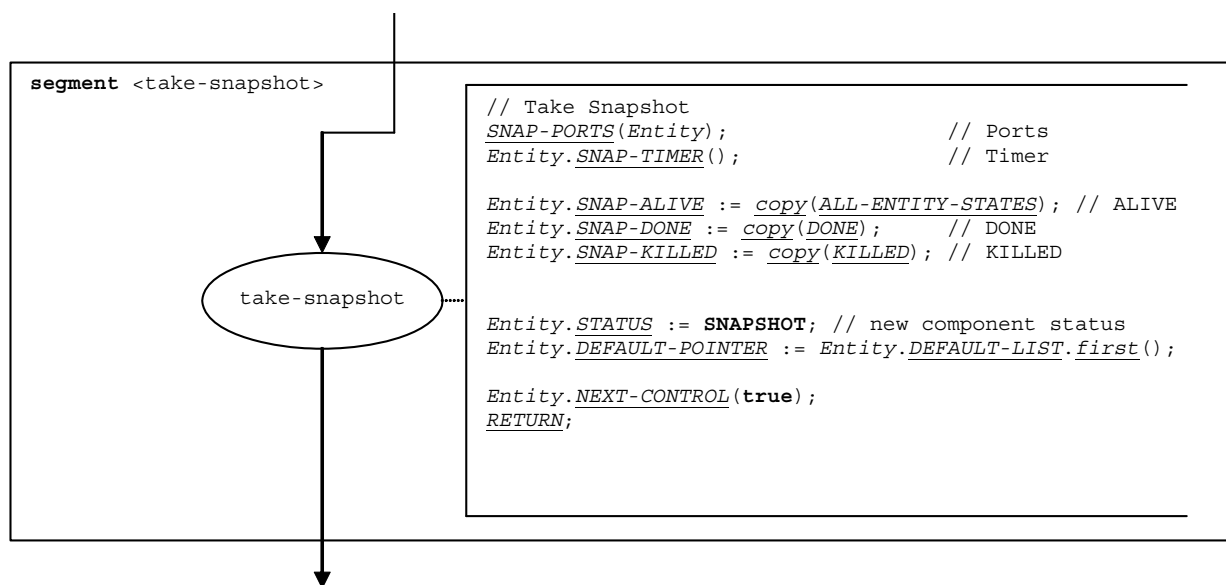 segment <take-snapshot>
// Take Snapshot
SNAP-PORTS(Entity); // Ports
Entity.SNAP-TIMER(); // Timer
Entity.SNAP-ALIVE := copy(ALL-ENTITY-STATES); // ALIVE
Entity.SNAP-DONE := copy(DONE); // DONE
Entity.SNAP-KILLED := copy(KILLED); // KILLED
take-snapshot
Entity.STATUS := SNAPSHOT; // new component status
Entity.DEFAULT-POINTER := Entity.DEFAULT-LIST.first();
Entity.NEXT-CONTROL(true);
RETURN;